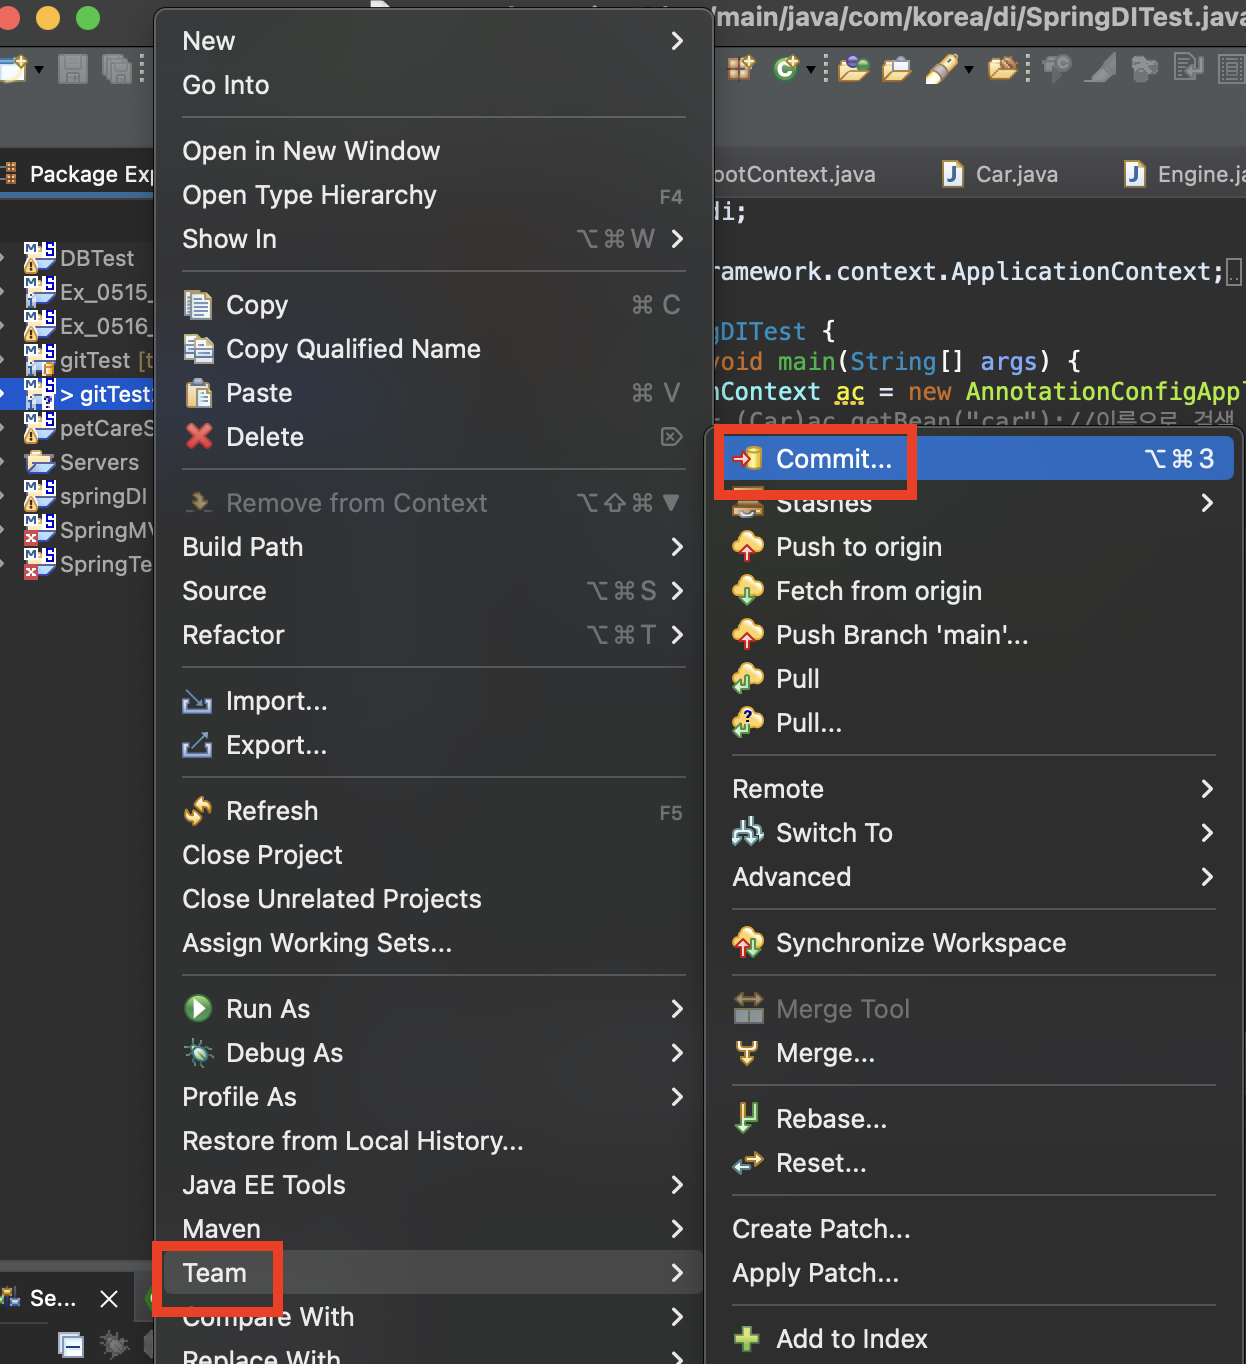 /main/java/com/korea/di/SpringDITest.java
New
Go Into
Open in New Window
Open Type Hierarchy F4
Show In ⌥⌘W
Copy ⌘ C
Copy Qualified Name
Paste ⌘ V
Delete
Remove from Context
Build Path
Source ⌥⌘S
Refactor ⌥⌘T
Import...
Export...
Refresh F5
Close Project
Close Unrelated Projects
Assign Working Sets...
Run As
Debug As
Profile As
Restore from Local History...
Java EE Tools
Maven
Team
Compare With
Replace With
Package Exp
DBTest
Ex_0515_
Ex_0516_
gitTest [t
> gitTest
petCareS
Servers
springDI
SpringMV
SpringTe
Se...
ootContext.java
Car.java
Engine.ja
di;
ramework.context.ApplicationContext;
gDITest {
void main(String[] args) {
nContext ac = new AnnotationConfigAppl
(Car)ac.getBean("car");//이름으로 검색
Commit... ⌥⌘3
Stashes
Push to origin
Fetch from origin
Push Branch 'main'...
Pull
Pull...
Remote
Switch To
Advanced
Synchronize Workspace
Merge Tool
Merge...
Rebase...
Reset...
Create Patch...
Apply Patch...
Add to Index